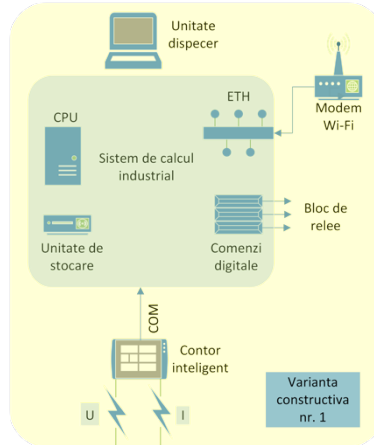 Unitate
dispecer
ETH
CPU
Modem
Wi-Fi
Sistem de calcul
industrial
Bloc de
relee
Unitate de
stocare
Comenzi
digitale
COM
Contor
inteligent
U
I
Varianta
constructiva
nr. 1